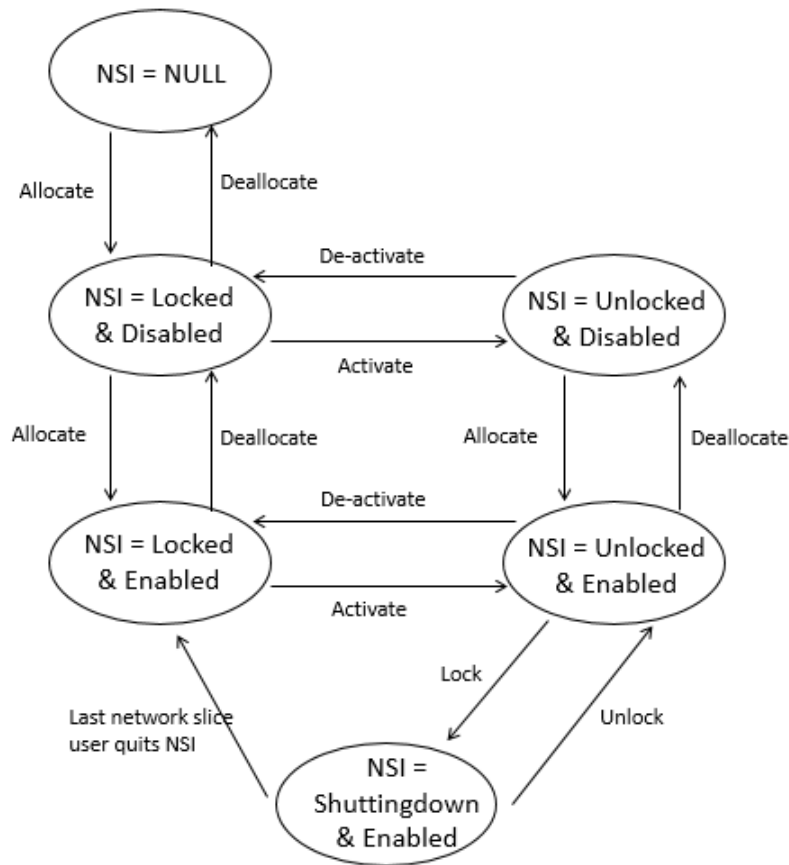 NSI = NULL
Allocate
Deallocate
NSI = Locked
& Disabled
De-activate
Activate
NSI = Unlocked
& Disabled
Allocate
Deallocate
Allocate
Deallocate
NSI = Locked
& Enabled
De-activate
Activate
NSI = Unlocked
& Enabled
Last network slice
user quits NSI
Lock
Unlock
NSI =
Shuttingdown
& Enabled